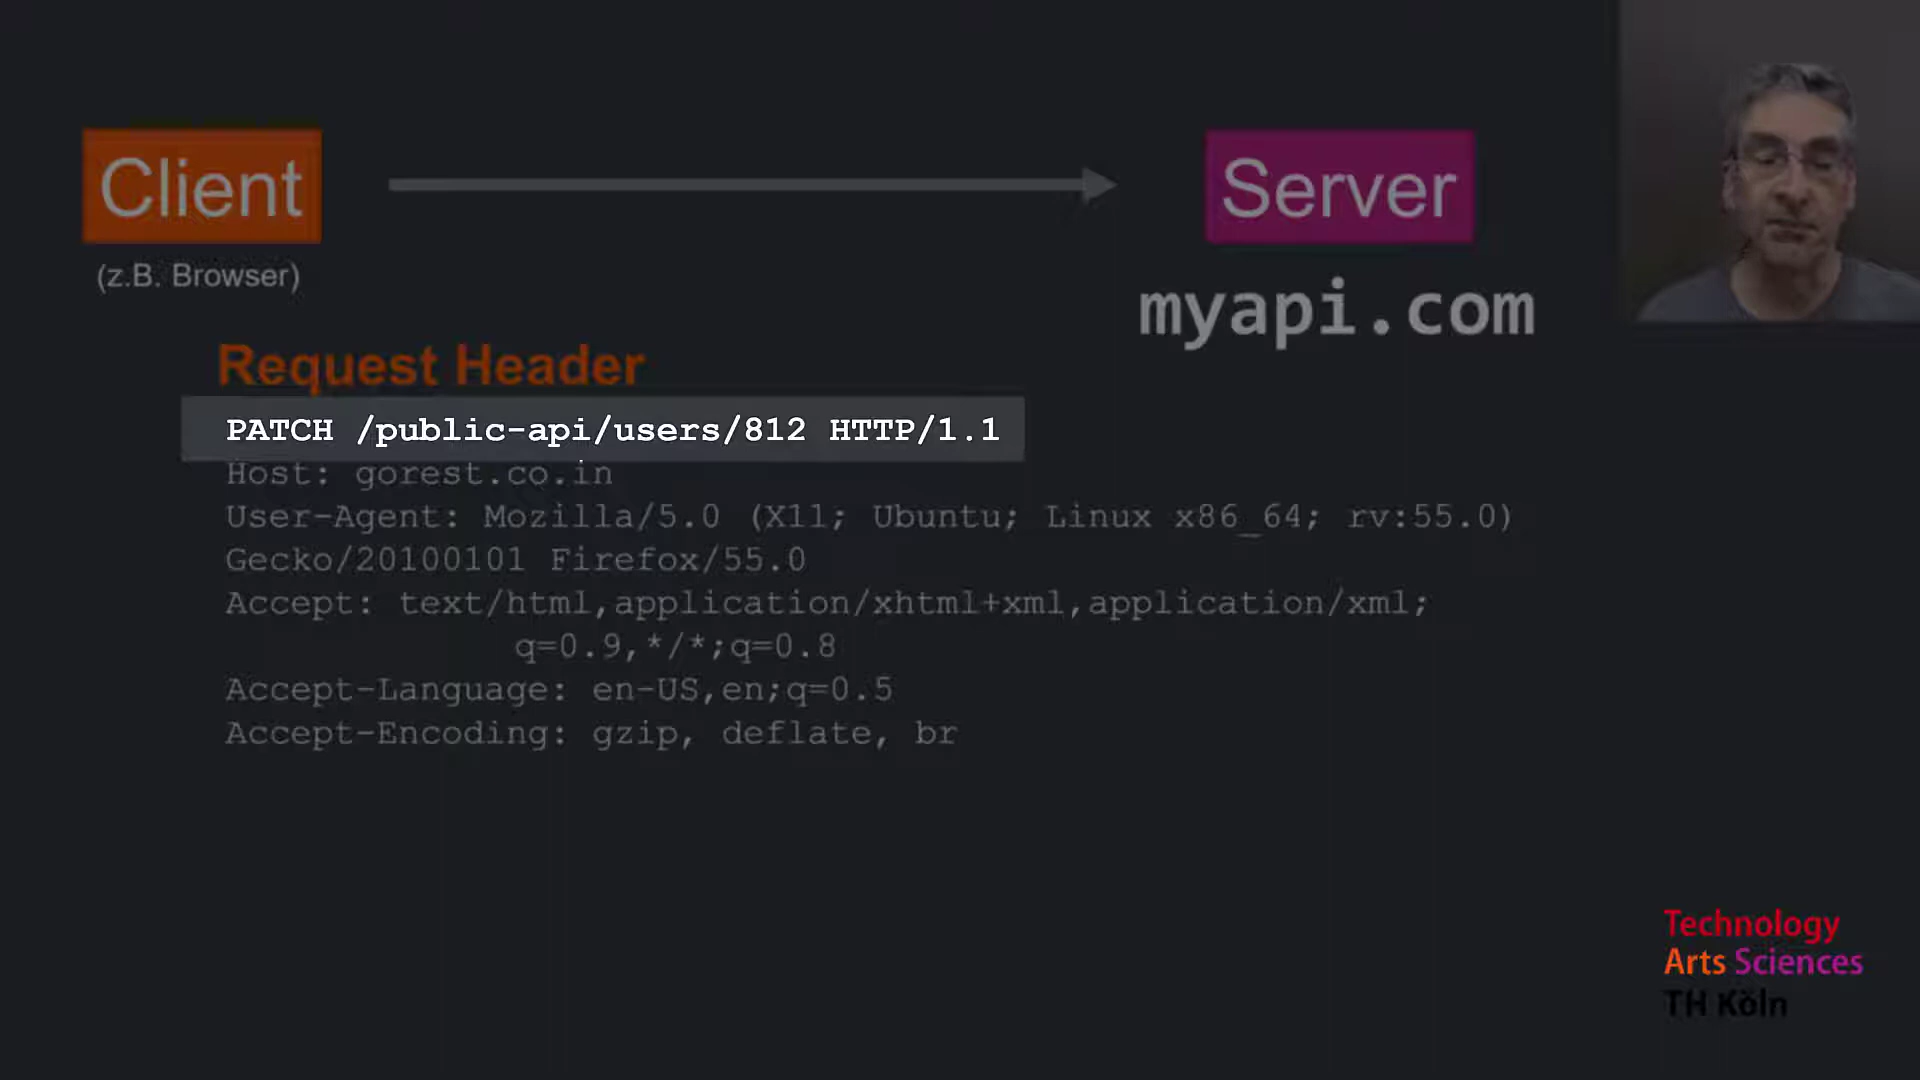 Client
Server
(z.B. Browser)
myapi.com
Request Header
PATCH /public-api/users/812 HTTP/1.1
Host: gorest.co.in
User-Agent: Mozilla/5.0 (X11; Ubuntu; Linux x86_64; rv:55.0)
Gecko/20100101 Firefox/55.0
Accept: text/html,application/xhtml+xml,application/xml;
q=0.9,*/*;q=0.8
Accept-Language: en-US,en;q=0.5
Accept-Encoding: gzip, deflate, br
Technology
Arts Sciences
TH Köln